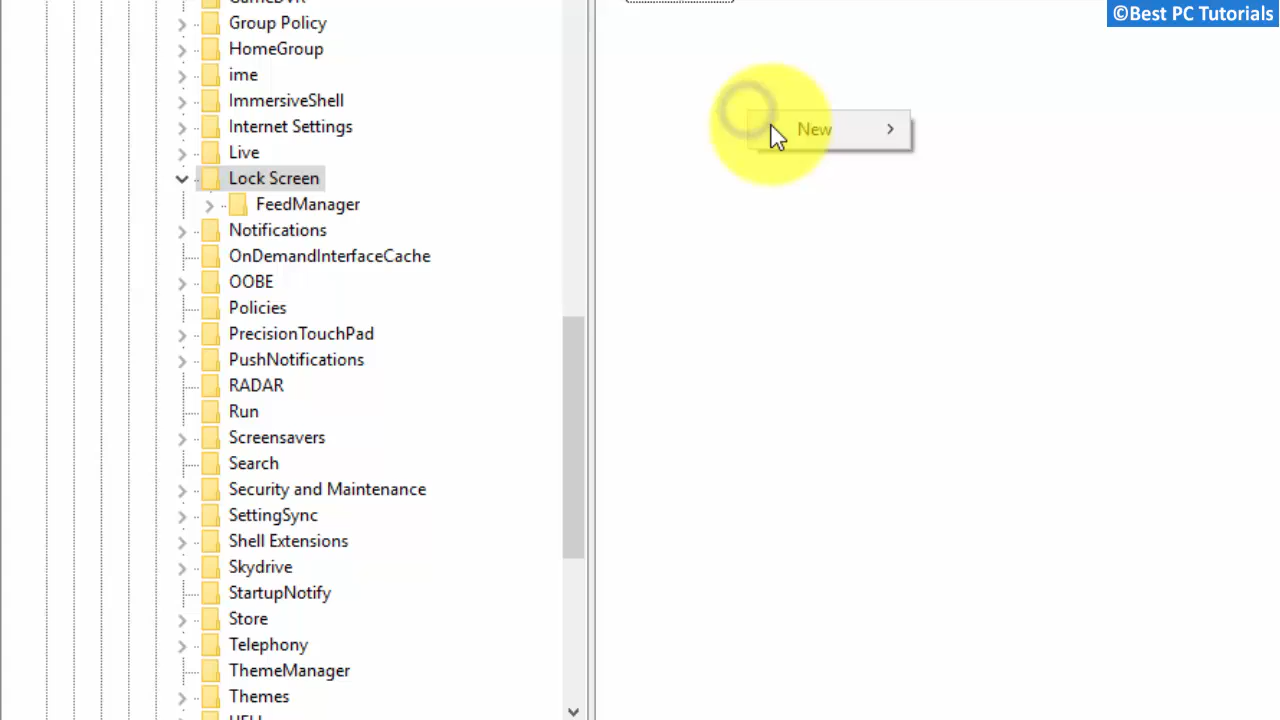 ©Best PC Tutorials
GameDVR
Group Policy
HomeGroup
ime
ImmersiveShell
Internet Settings
Live
Lock Screen
FeedManager
Notifications
OnDemandInterfaceCache
OOBE
Policies
PrecisionTouchPad
PushNotifications
RADAR
Run
Screensavers
Search
Security and Maintenance
SettingSync
Shell Extensions
Skydrive
StartupNotify
Store
Telephony
ThemeManager
Themes
New